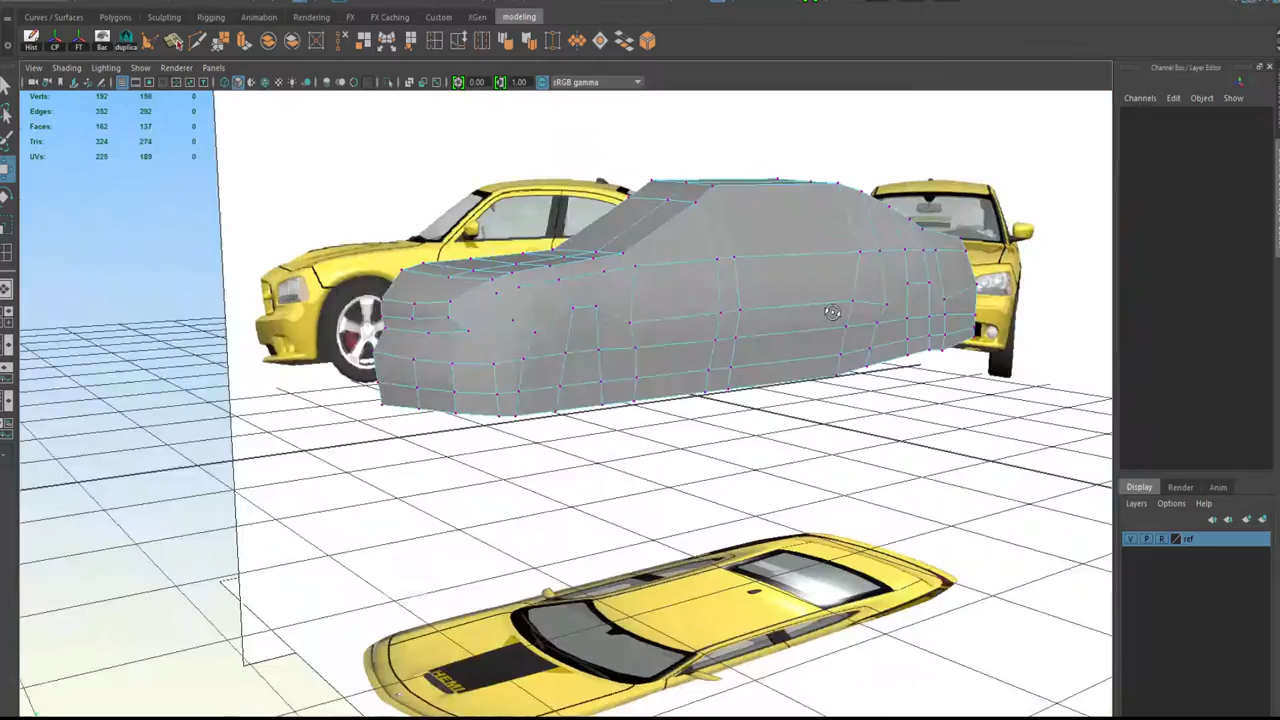 Curves / Surfaces Polygons Sculpting Rigging Animation Rendering FX FX Caching Custom XGen modeling
Hist CP FT Bac duplica
View Shading Lighting Show Renderer Panels
0.00 1.00 sRGB gamma
Channel Box / Layer Editor
Channels Edit Object Show
Verts: 192 156 0
Edges: 352 292 0
Faces: 162 137 0
Tris: 324 274 0
UVs: 225 189 0
Display Render Anim
Layers Options Help
V P R ref
HEMI